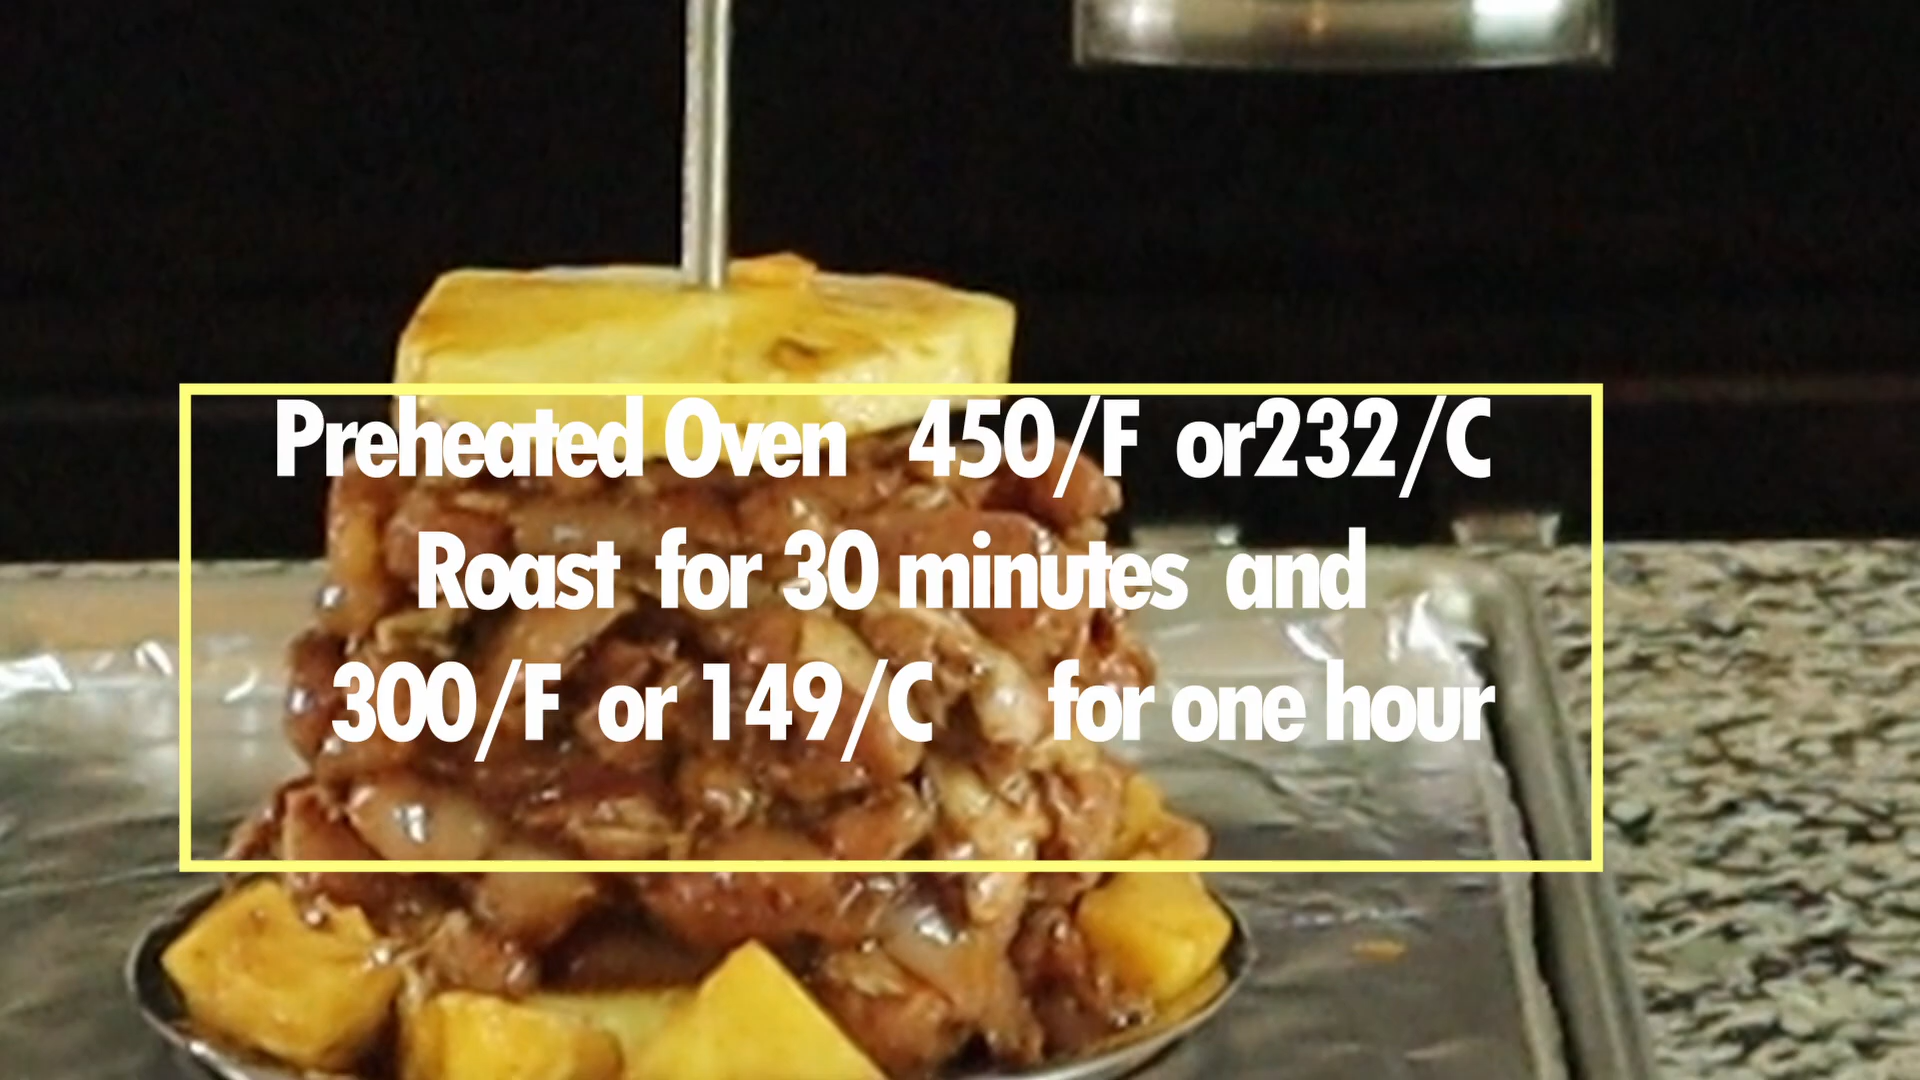 Preheated Oven 450/F or232/C
Roast for 30 minutes and
300/F or 149/C for one hour